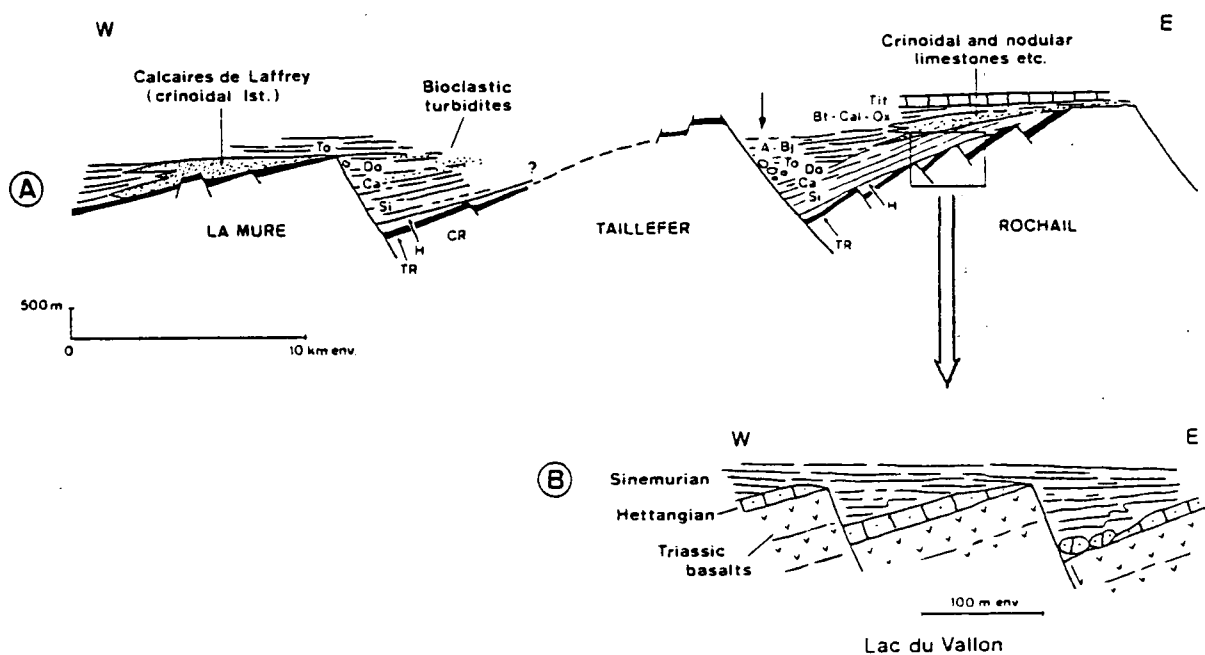 W
E
Calcaires de Laffrey
(crinoidal lst.)
Bioclastic
turbidites
Crinoidal and nodular
limestones etc.
Tit
Bt-Cal-Ox
A
To
Do
Ca
Si
?
A-Bj
To
Do
Ca
Si
H
H
CR
TR
TR
LA MURE
TAILLEFER
ROCHAIL
500m
0
10 km env.
W
E
B
Sinemurian
Hettangian
Triassic
basalts
100 m env
Lac du Vallon